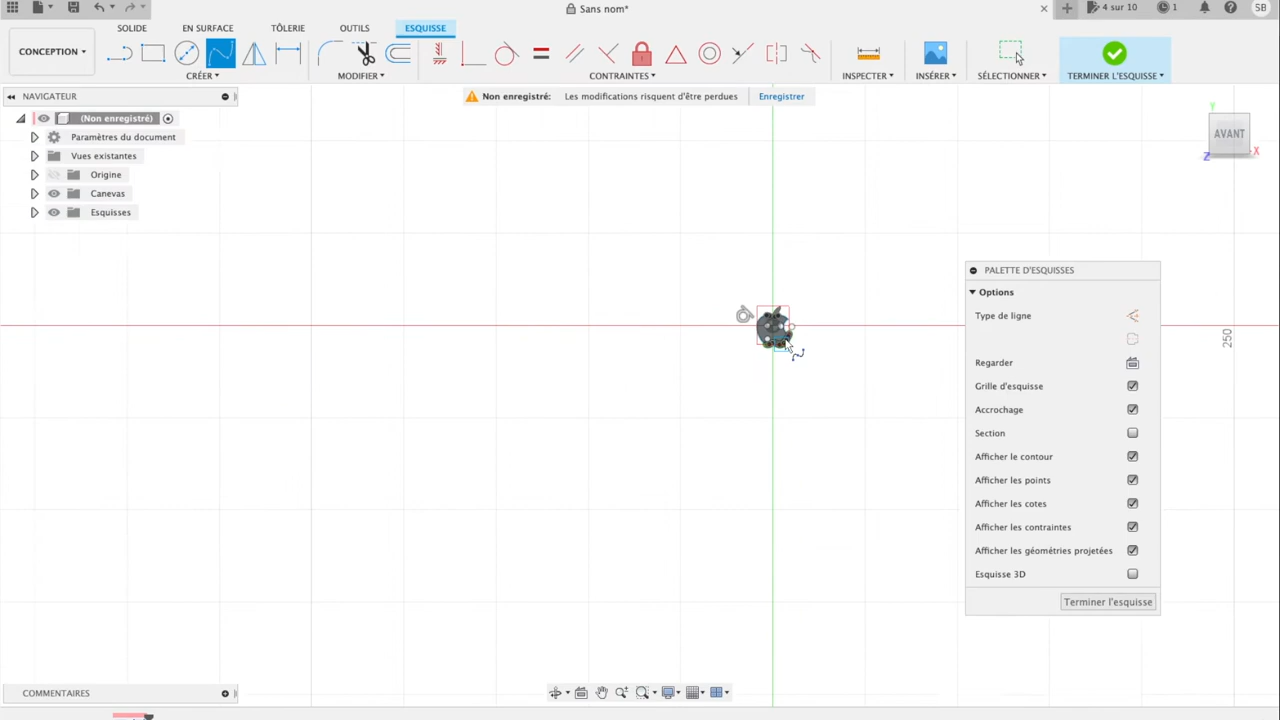 Sans nom*
4 sur 10
1
SB
SOLIDE
EN SURFACE
TÔLERIE
OUTILS
ESQUISSE
CONCEPTION
CRÉER
MODIFIER
CONTRAINTES
INSPECTER
INSÉRER
SÉLECTIONNER
TERMINER L'ESQUISSE
NAVIGATEUR
Non enregistré: Les modifications risquent d'être perdues Enregistrer
(Non enregistré)
Paramètres du document
Vues existantes
Origine
Canevas
Esquisses
Y
AVANT
Z
X
PALETTE D'ESQUISSES
Options
Type de ligne
Regarder
Grille d'esquisse
Accrochage
Section
Afficher le contour
Afficher les points
Afficher les cotes
Afficher les contraintes
Afficher les géométries projetées
Esquisse 3D
Terminer l'esquisse
250
COMMENTAIRES